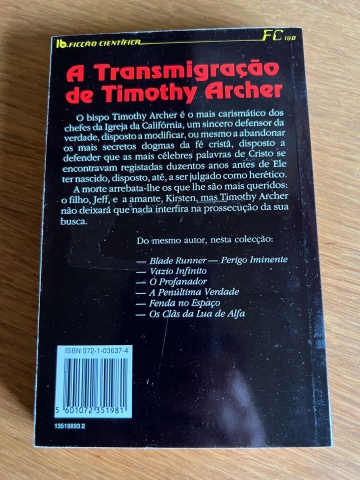 FICÇÃO CIENTÍFICA
FC 198
A Transmigração
de Timothy Archer
O bispo Timothy Archer é o mais carismático dos
chefes da Igreja da Califórnia, um sincero defensor da
verdade, disposto a modificar, ou mesmo a abandonar
os mais secretos dogmas da fé cristã, disposto a
defender que as mais célebres palavras de Cristo se
encontravam registadas duzentos anos antes de Ele
ter nascido, disposto, até, a ser julgado como herético.
A morte arrebata-lhe os que lhe são mais queridos:
o filho, Jeff, e a amante, Kirsten, mas Timothy Archer
não deixará que nada interfira na prossecução da sua
busca.
Do mesmo autor, nesta colecção:
— Blade Runner — Perigo Iminente
— Vazio Infinito
— O Profanador
— A Penúltima Verdade
— Fenda no Espaço
— Os Clãs da Lua de Alfa
ISBN 972-1-03637-4
5 601072 351981
13519893 2